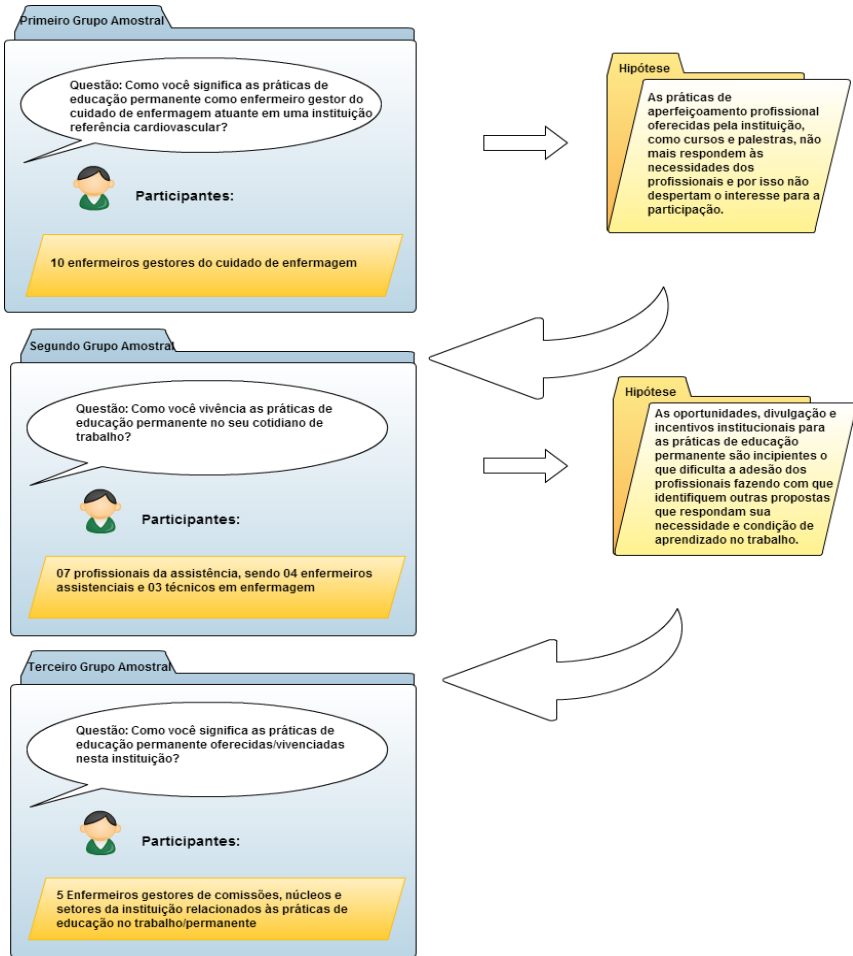 Primeiro Grupo Amostral
Questão: Como você significa as práticas de
educação permanente como enfermeiro gestor do
cuidado de enfermagem atuante em uma instituição
referência cardiovascular?
Participantes:
10 enfermeiros gestores do cuidado de enfermagem
Hipótese
As práticas de
aperfeiçoamento profissional
oferecidas pela instituição,
como cursos e palestras, não
mais respondem às
necessidades dos
profissionais e por isso não
despertam o interesse para a
participação.
Segundo Grupo Amostral
Questão: Como você vivência as práticas de
educação permanente no seu cotidiano de
trabalho?
Participantes:
07 profissionais da assistência, sendo 04 enfermeiros
assistenciais e 03 técnicos em enfermagem
Hipótese
As oportunidades, divulgação e
incentivos institucionais para
as práticas de educação
permanente são incipientes o
que dificulta a adesão dos
profissionais fazendo com que
identifiquem outras propostas
que respondam sua
necessidade e condição de
aprendizado no trabalho.
Terceiro Grupo Amostral
Questão: Como você significa as práticas de
educação permanente oferecidas/vivenciadas
nesta instituição?
Participantes:
5 Enfermeiros gestores de comissões, núcleos e
setores da instituição relacionados às práticas de
educação no trabalho/permanente